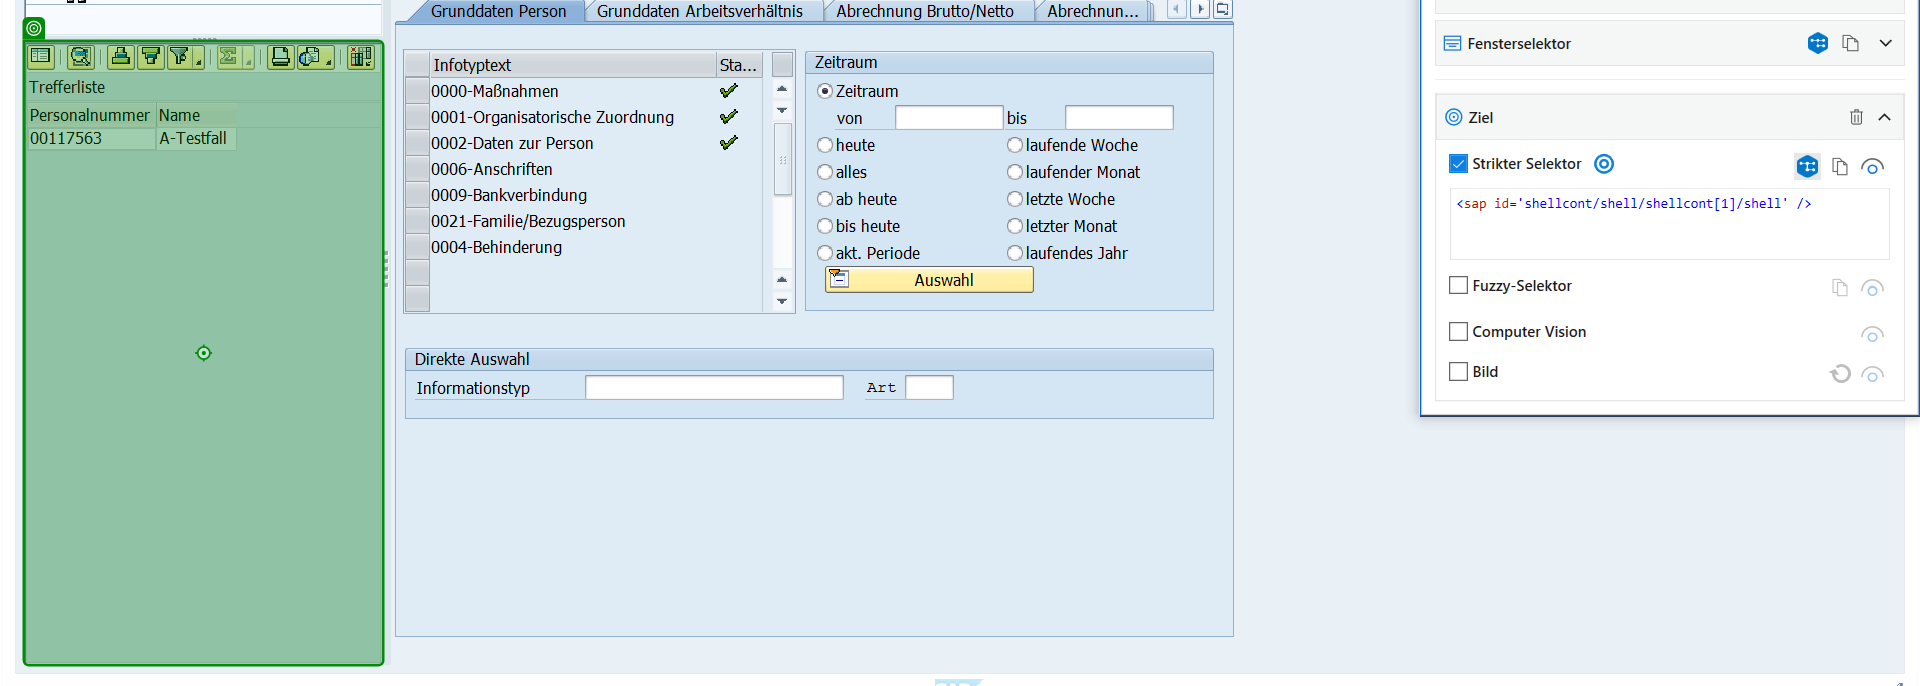 Grunddaten Person
Grunddaten Arbeitsverhältnis
Abrechnung Brutto/Netto
Abrechnun...
Trefferliste
Personalnummer Name
00117563 A-Testfall
Infotyptext Sta...
0000-Maßnahmen
0001-Organisatorische Zuordnung
0002-Daten zur Person
0006-Anschriften
0009-Bankverbindung
0021-Familie/Bezugsperson
0004-Behinderung
Zeitraum
Zeitraum
von bis
heute laufende Woche
alles laufender Monat
ab heute letzte Woche
bis heute letzter Monat
akt. Periode laufendes Jahr
Auswahl
Direkte Auswahl
Informationstyp Art
Fensterselektor
Ziel
Strikter Selektor
<sap id='shellcont/shell/shellcont[1]/shell' />
Fuzzy-Selektor
Computer Vision
Bild